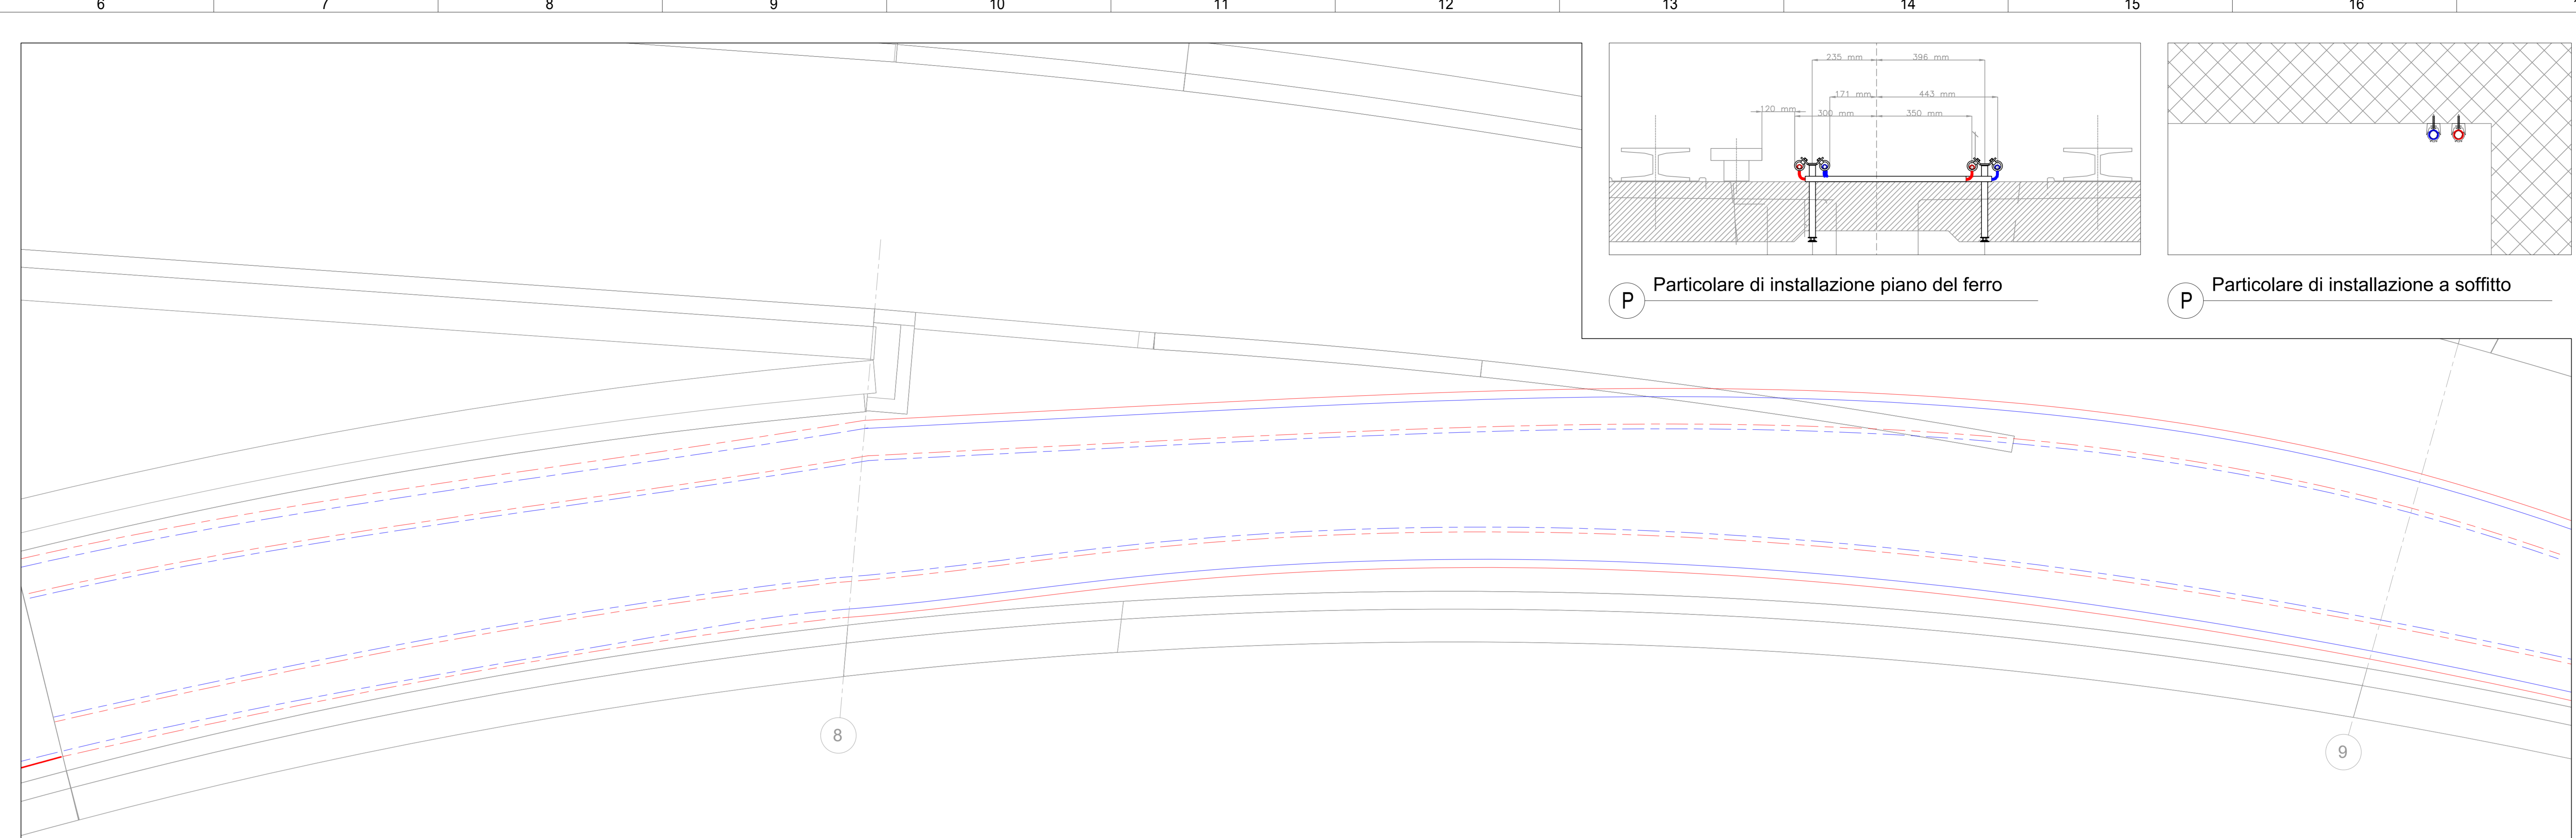 6 7 8 9 10 11 12 13 14 15 16
235 mm 396 mm
171 mm 443 mm
120 mm
300 mm 350 mm
P Particolare di installazione piano del ferro
P Particolare di installazione a soffitto
8
9